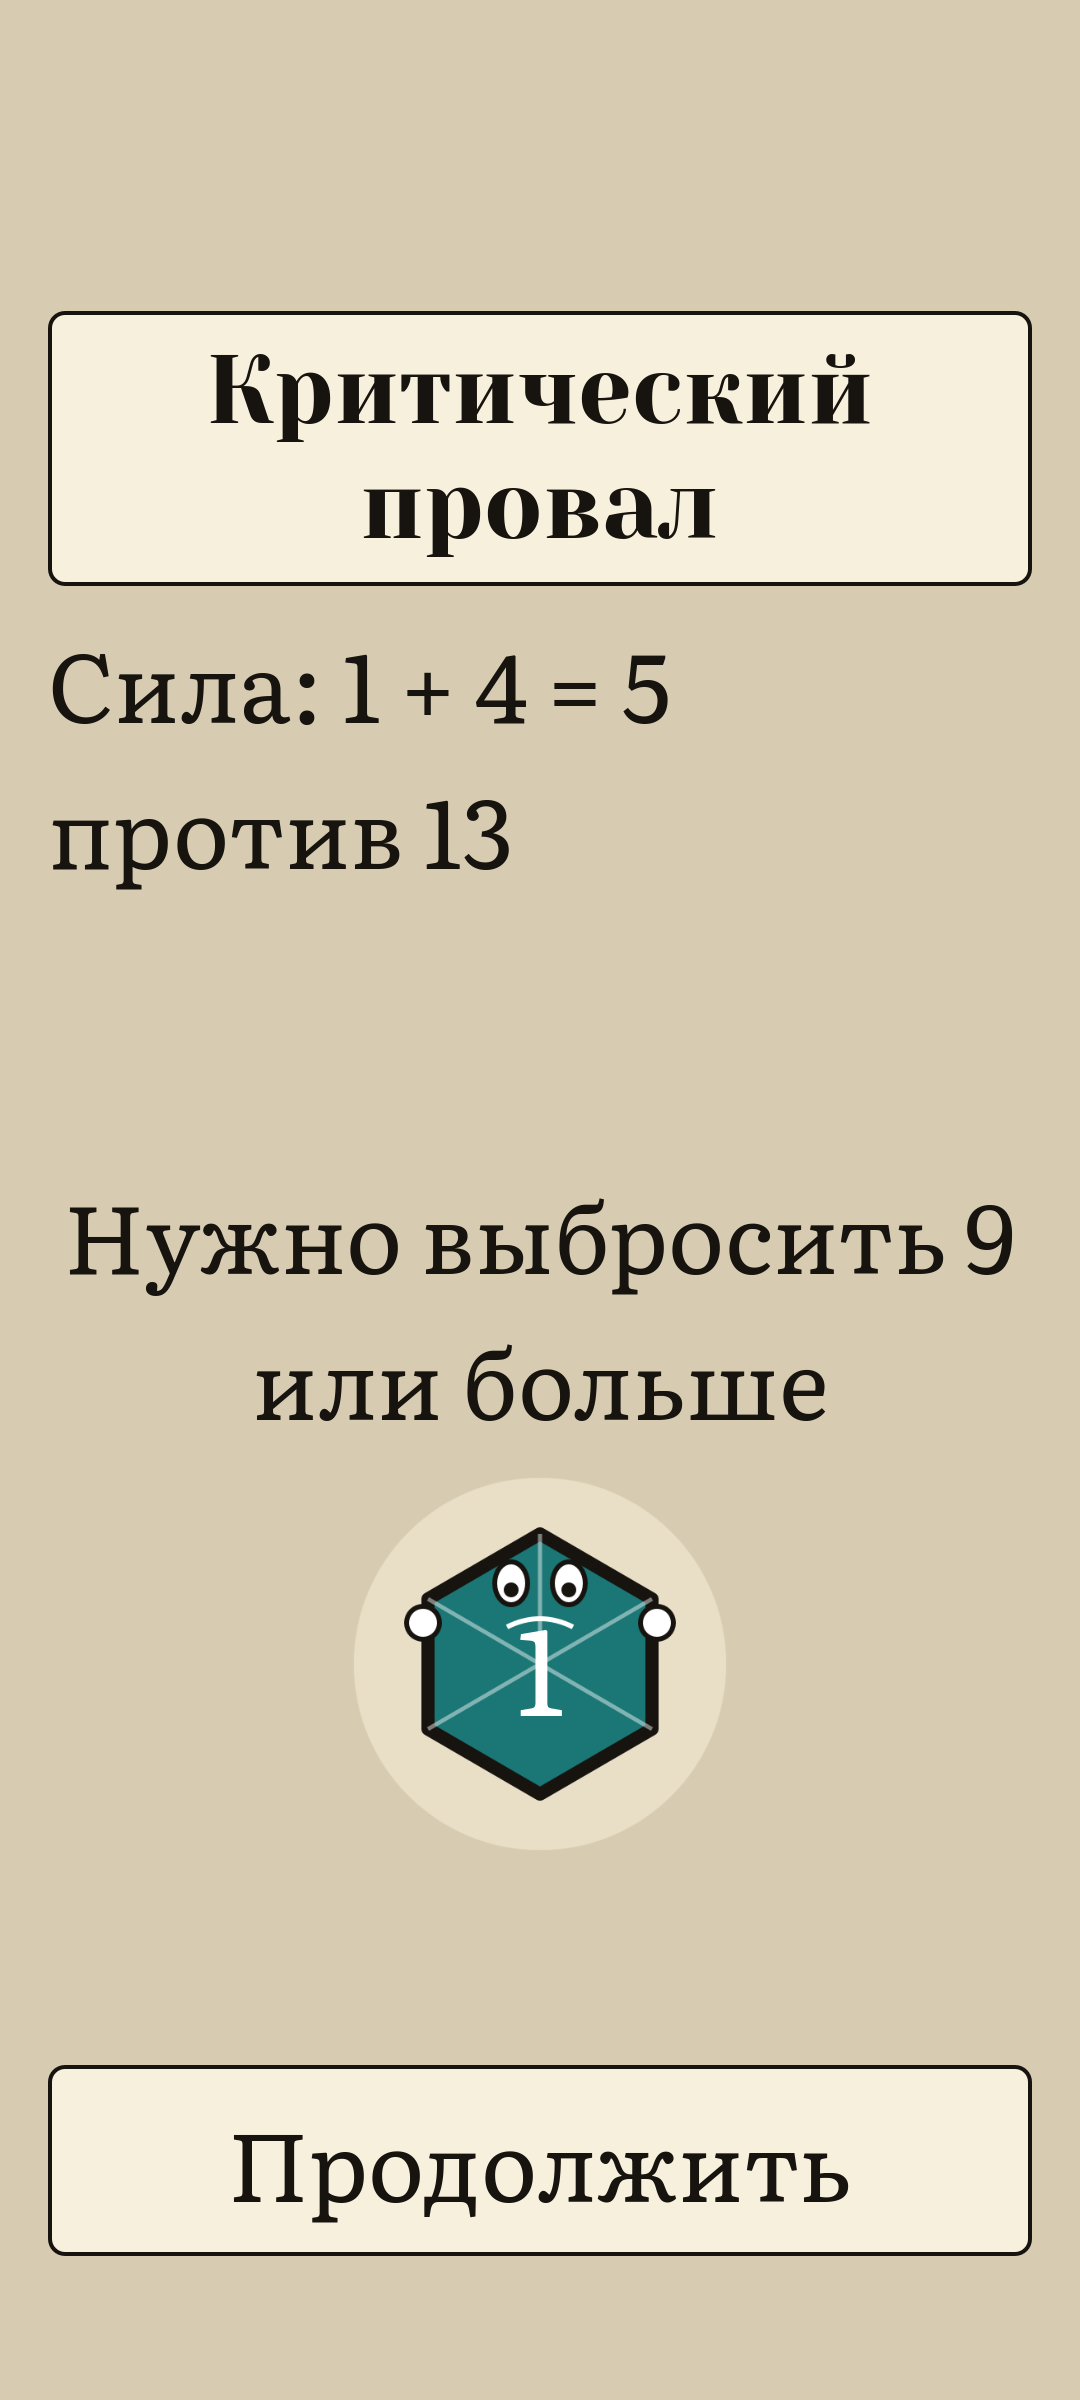 Критический
провал
Сила: 1 + 4 = 5
против 13
Нужно выбросить 9
или больше
1
Продолжить